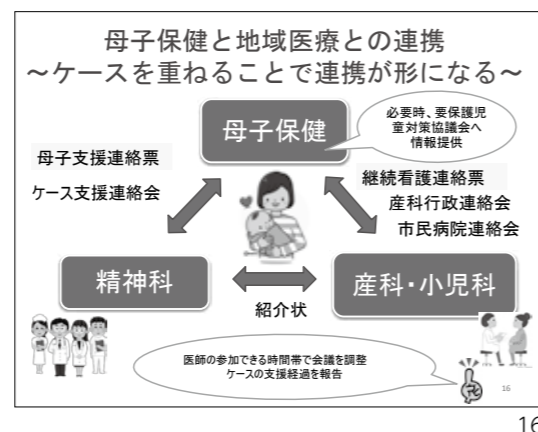 母子保健と地域医療との連携
～ケースを重ねることで連携が形になる～
母子保健
必要時、要保護児
童対策協議会へ
情報提供
母子支援連絡票
ケース支援連絡会
継続看護連絡票
産科行政連絡会
市民病院連絡会
精神科
産科・小児科
紹介状
医師の参加できる時間帯で会議を調整
ケースの支援経過を報告
16
16